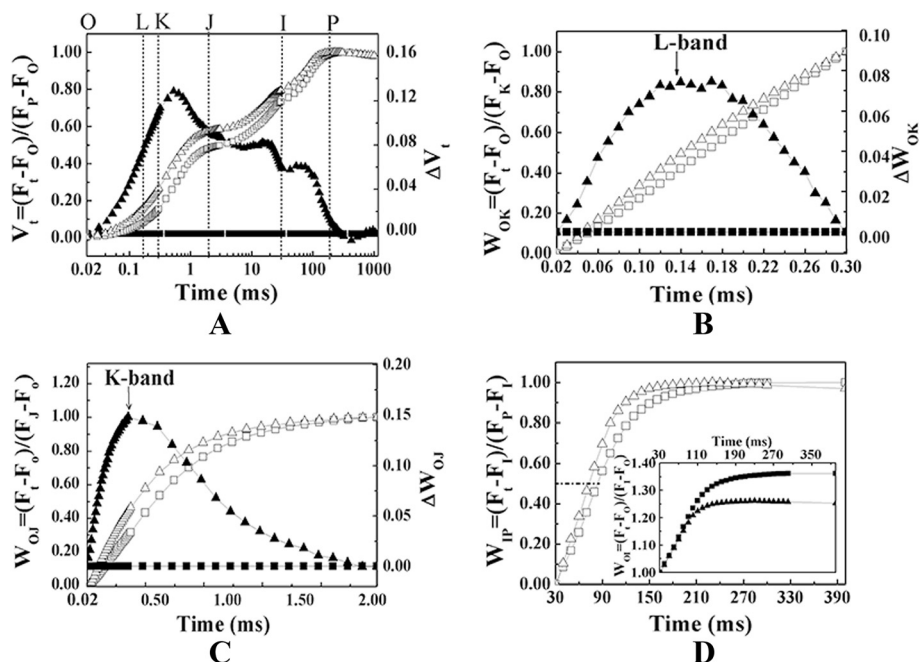 O L K J I P
1.00
0.80
0.60
0.40
0.20
0.00
V_t=(F_t-F_O)/(F_P-F_O)
0.16
0.12
0.08
0.04
0.00
ΔV_t
0.02 0.1 1 10 100 1000
Time (ms)
A
L-band
1.00
0.80
0.60
0.40
0.20
0.00
W_OK=(F_t-F_O)/(F_K-F_O)
0.10
0.08
0.06
0.04
0.02
0.00
ΔW_OK
0.02 0.06 0.10 0.14 0.18 0.22 0.26 0.30
Time (ms)
B
K-band
1.20
1.00
0.80
0.60
0.40
0.20
0.00
W_OJ=(F_t-F_o)/(F_J-F_o)
0.20
0.15
0.10
0.05
0.00
ΔW_OJ
0.02 0.50 1.00 1.50 2.00
Time (ms)
C
1.00
0.80
0.60
0.40
0.20
0.00
W_IP=(F_t-F_I)/(F_P-F_I)
Time (ms)
30 110 190 270 350
1.40
1.30
1.20
1.10
1.00
W_OI=(F_t-F_O)/(F_I-F_O)
30 90 150 210 270 330 390
Time (ms)
D